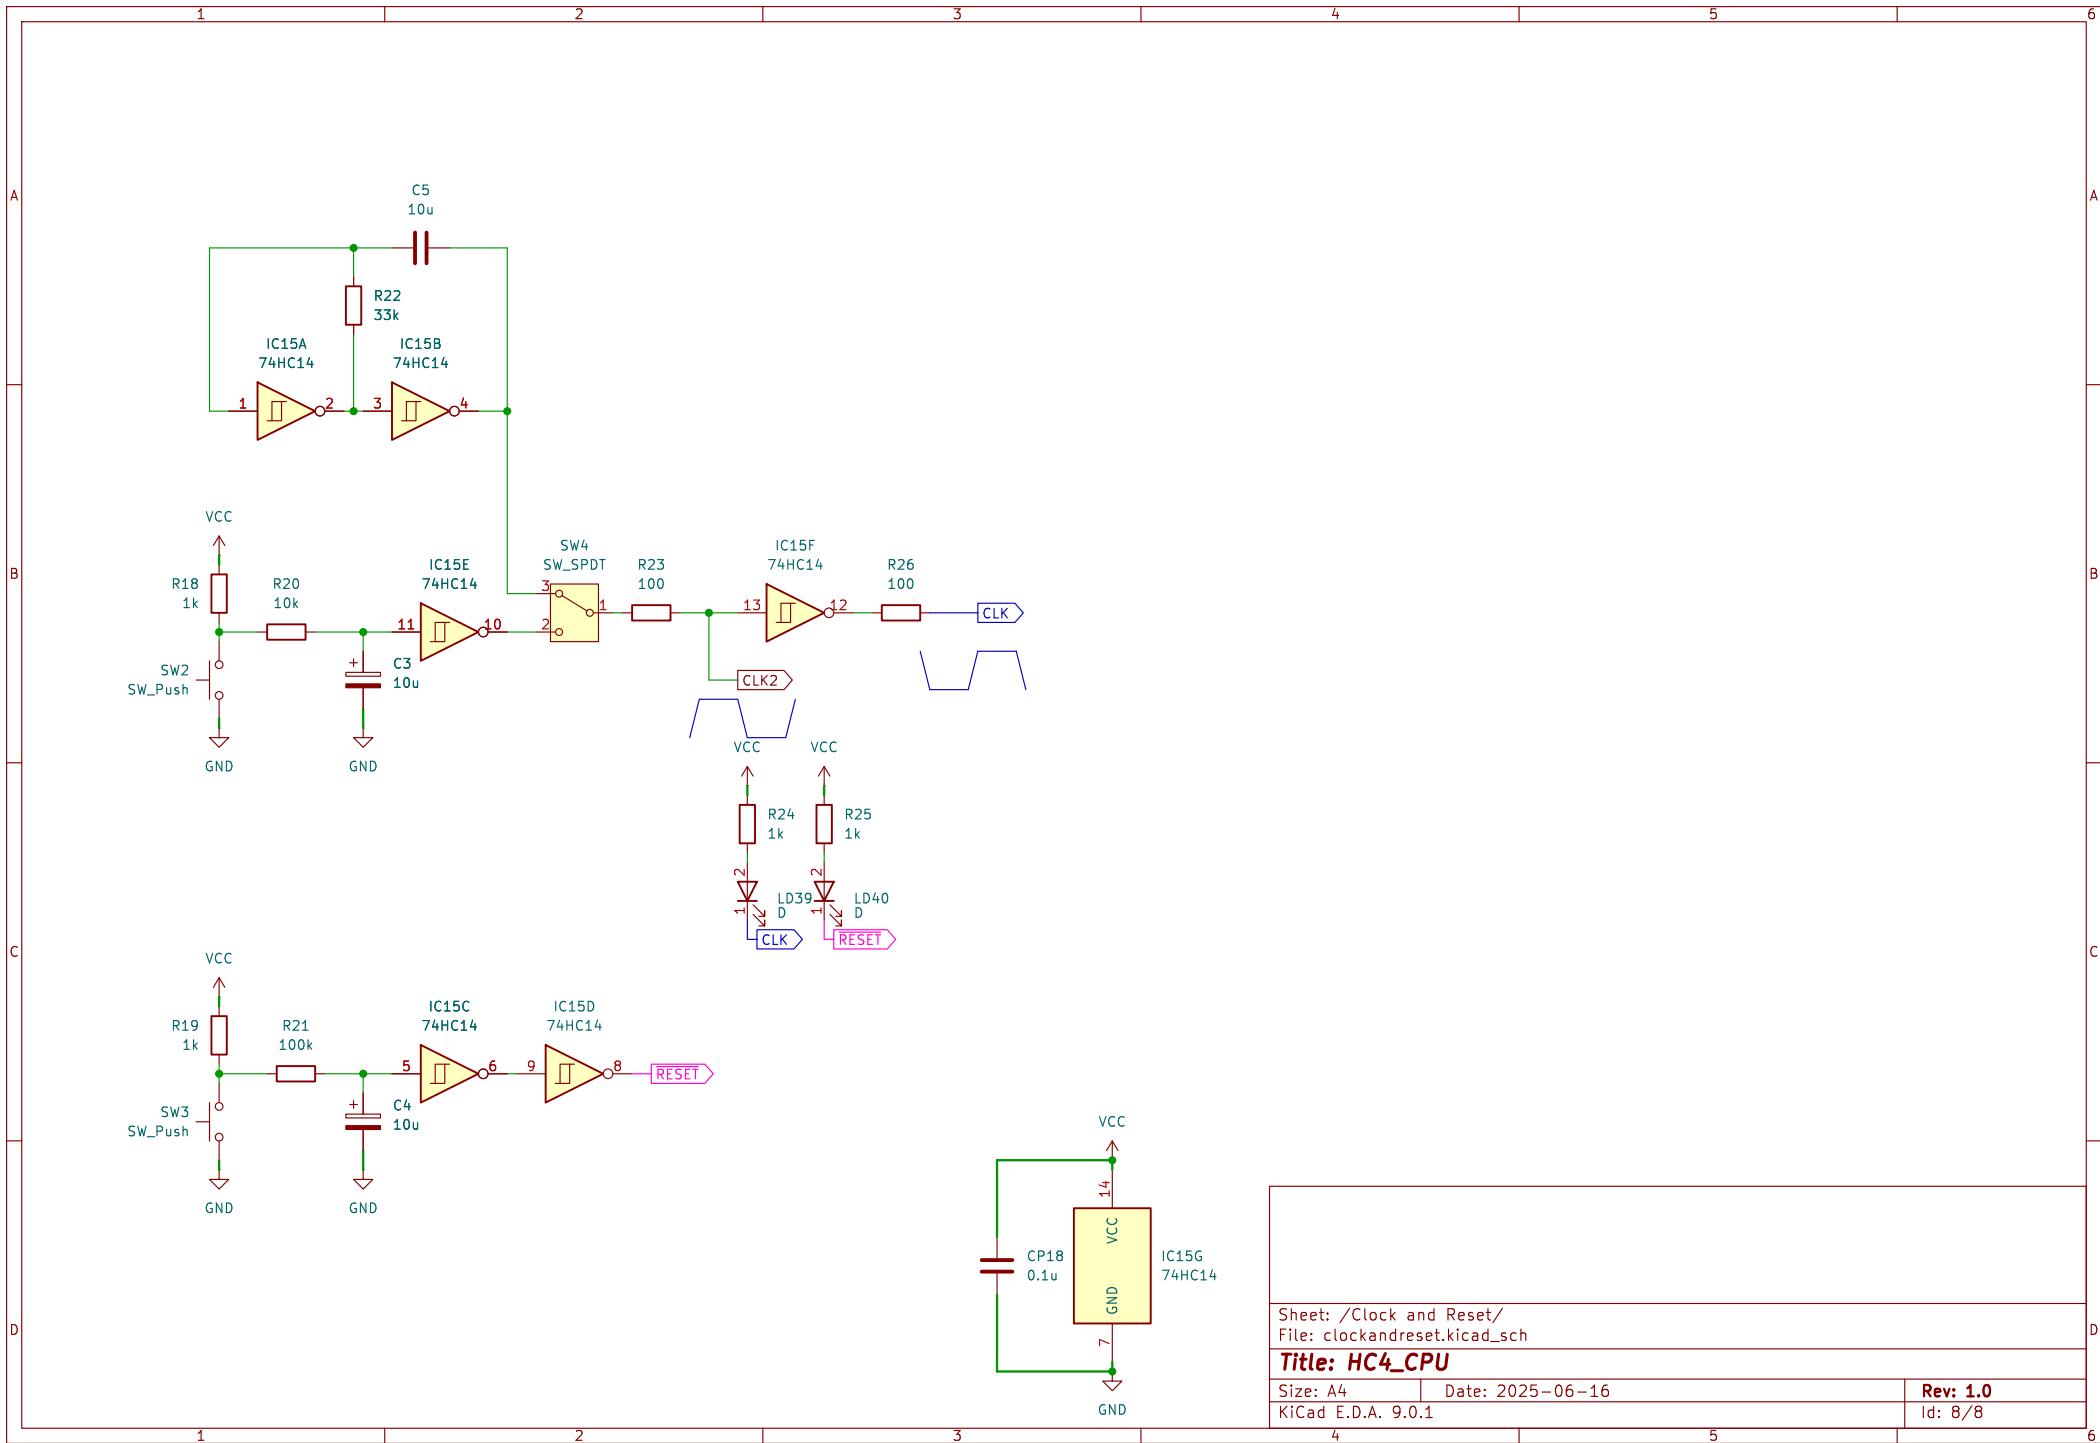 1 2 3 4 5 6
A A
C5
10u
R22
33k
IC15A IC15B
74HC14 74HC14
1 2 3 4
VCC
B B
R18
1k
R20
10k
IC15E
74HC14
11 10
SW4
SW_SPDT
3 1
2
R23
100
IC15F
74HC14
13 12
R26
100
CLK
SW2
SW_Push
+ C3
10u
CLK2
GND GND
VCC VCC
R24
1k
R25
1k
2 2
1 1
LD39
D
LD40
D
CLK RESET
C C
VCC
R19
1k
R21
100k
IC15C
74HC14
IC15D
74HC14
5 6 9 8
RESET
SW3
SW_Push
+ C4
10u
GND GND
VCC
14
VCC
CP18
0.1u
IC15G
74HC14
GND
7
GND
D D
Sheet: /Clock and Reset/
File: clockandreset.kicad_sch
Title: HC4_CPU
Size: A4 Date: 2025-06-16 Rev: 1.0
KiCad E.D.A. 9.0.1 Id: 8/8
1 2 3 4 5 6